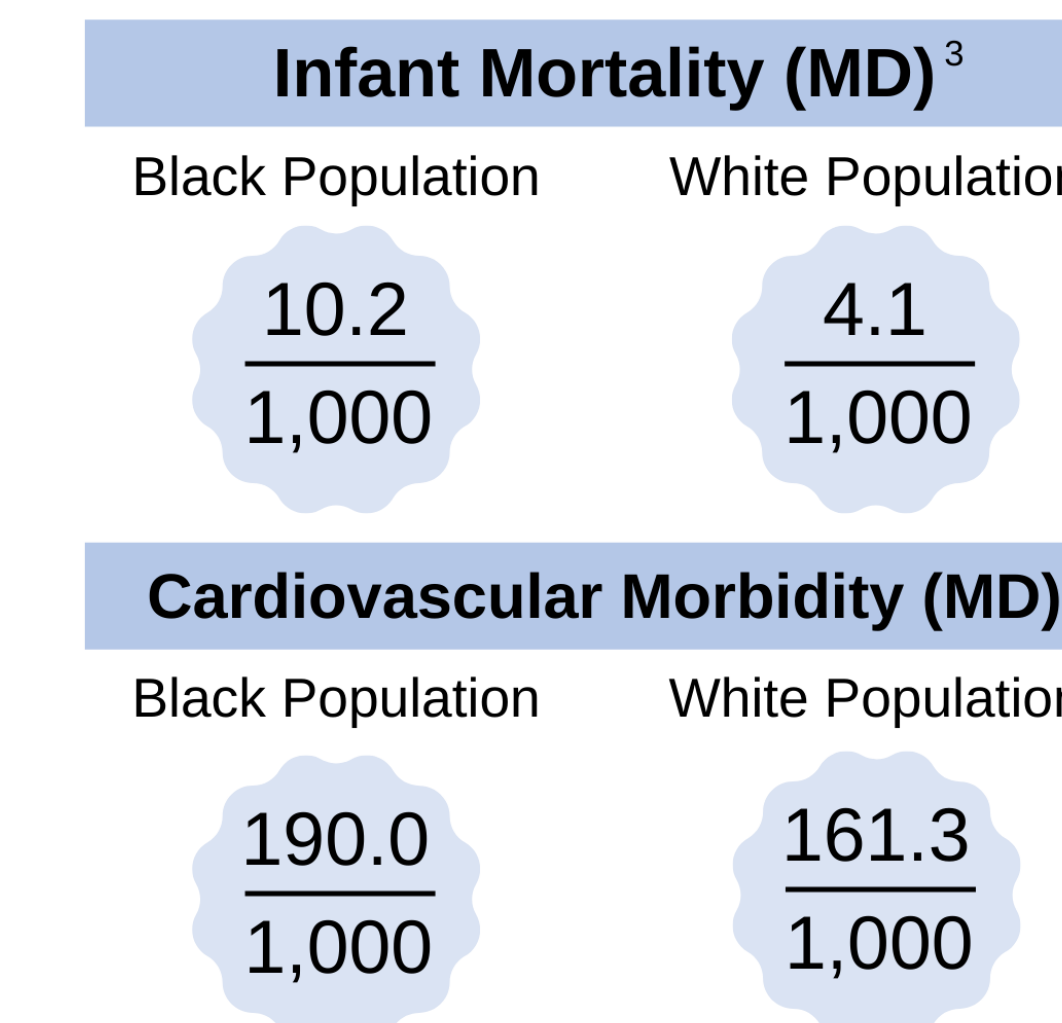 Infant Mortality (MD) 3
Black Population White Population
10.2 4.1
1,000 1,000
Cardiovascular Morbidity (MD)
Black Population White Population
190.0 161.3
1,000 1,000